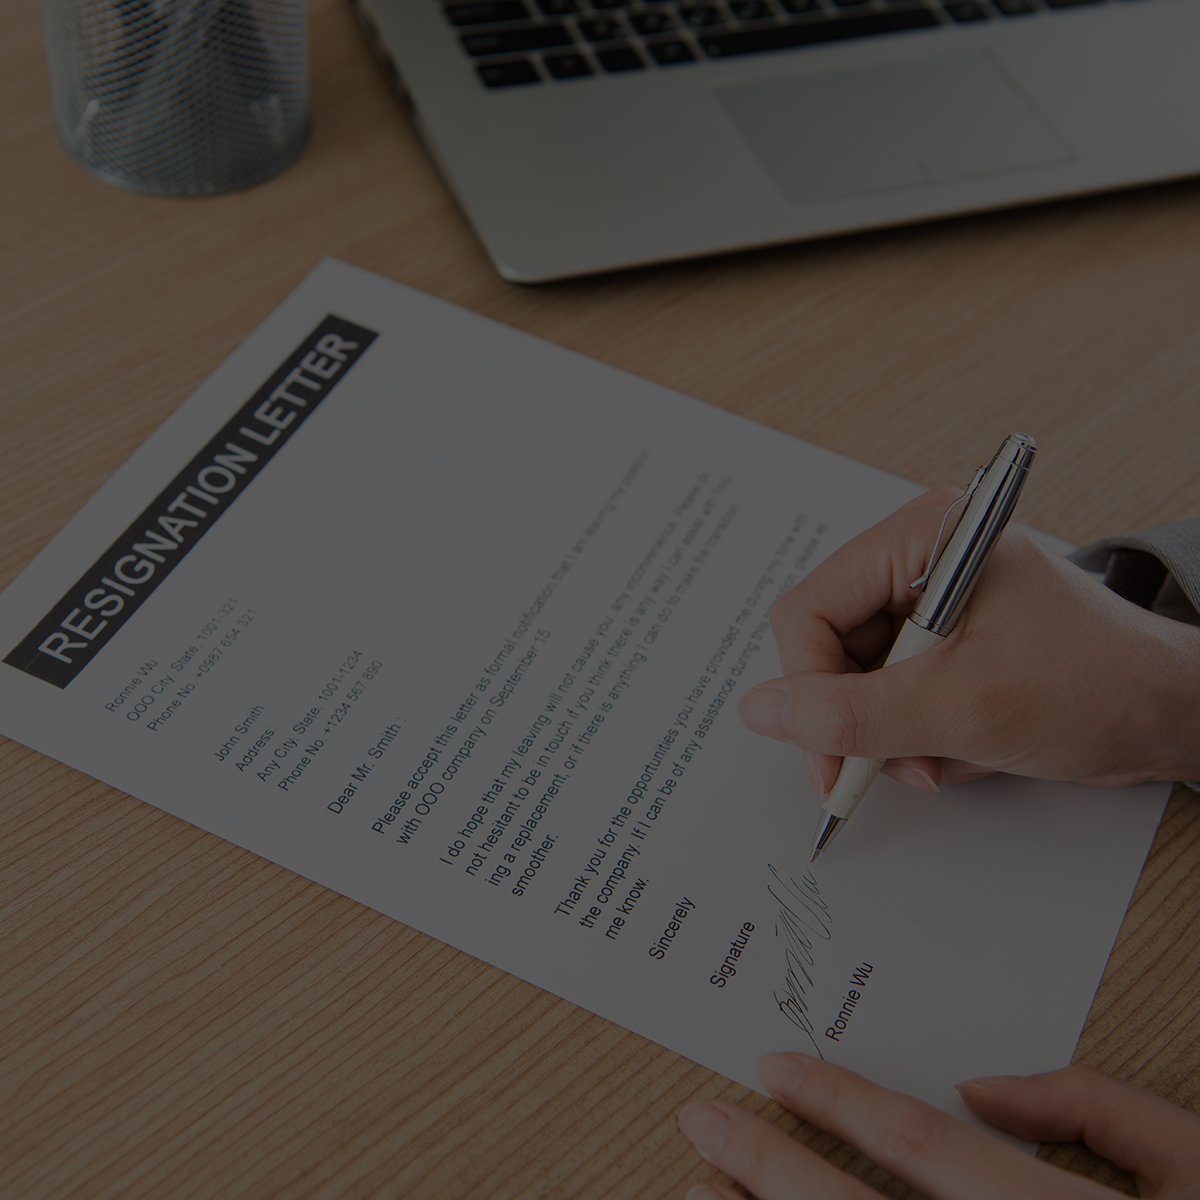 RESIGNATION LETTER
Ronnie Wu
OOO City, State, 1001-321
Phone No. +0987 654 321
John Smith
Address:
Any City, State, 1001-1234
Phone No. +1234 567 890
Dear Mr. Smith :
Please accept this letter as formal notification that I am leaving my position
with OOO company on September 15.
I do hope that my leaving will not cause you any inconvenience. Please do
not hesitant to be in touch if you think there is any way I can assist with
ing a replacement, or if there is anything I can do to make the transition
smoother.
Thank you for the opportunities you have provided me during my time with
the company. If I can be of any assistance during this please let
me know.
Sincerely
Signature
Ronnie Wu